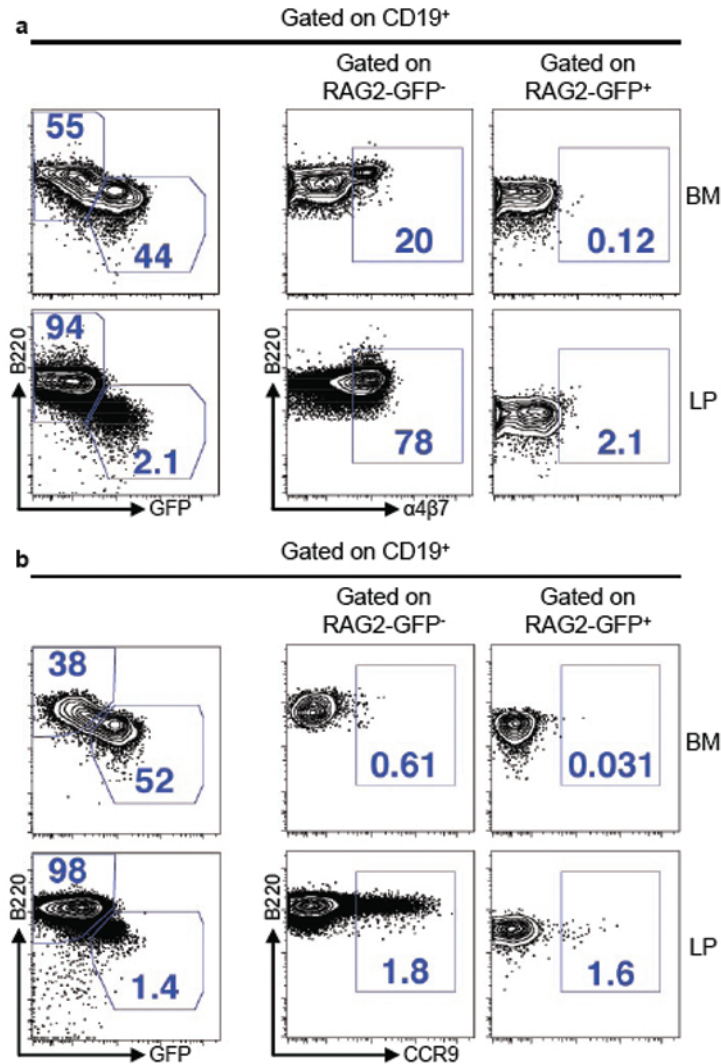 a
Gated on CD19⁺
Gated on
RAG2-GFP⁻
Gated on
RAG2-GFP⁺
55
44
20
0.12
BM
94
2.1
78
2.1
LP
B220
GFP
B220
α4β7
b
Gated on CD19⁺
Gated on
RAG2-GFP⁻
Gated on
RAG2-GFP⁺
38
52
0.61
0.031
BM
98
1.4
1.8
1.6
LP
B220
GFP
B220
CCR9